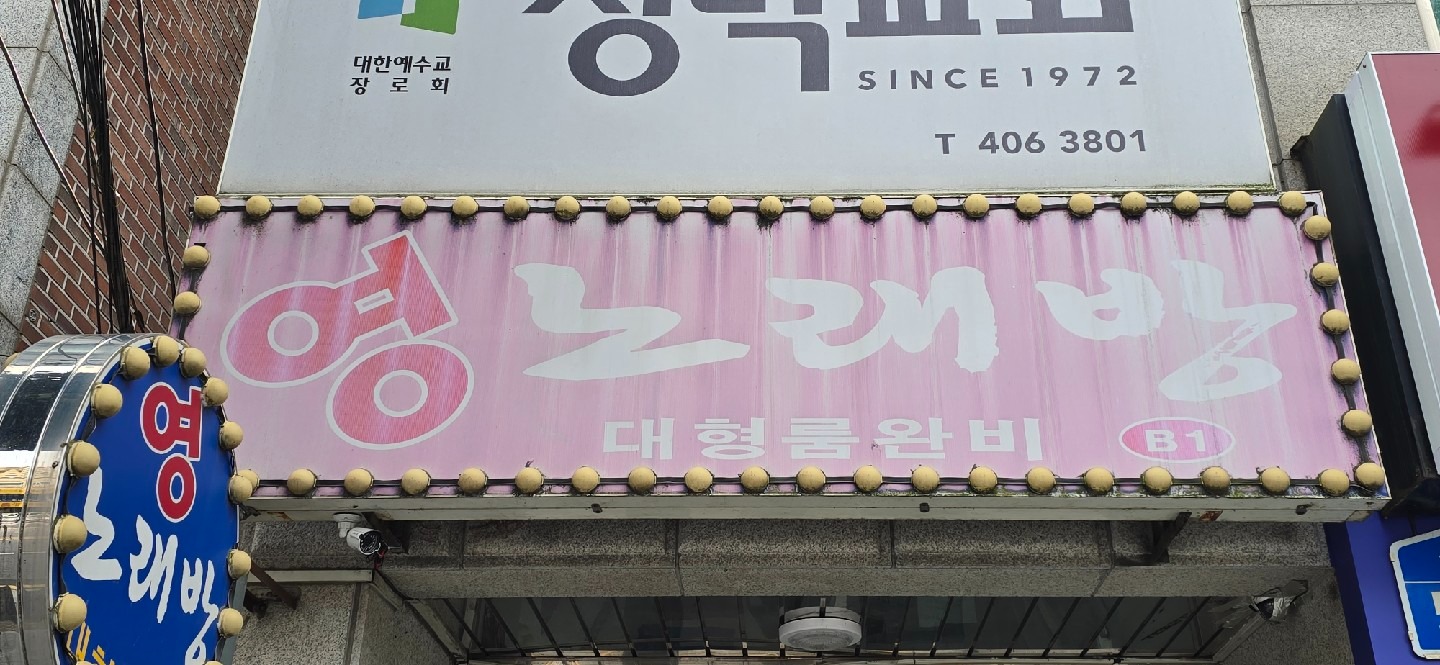 대한예수교
장 로 회
SINCE 1972
T 406 3801
영 노래방
대형룸완비 B1
영
노래방